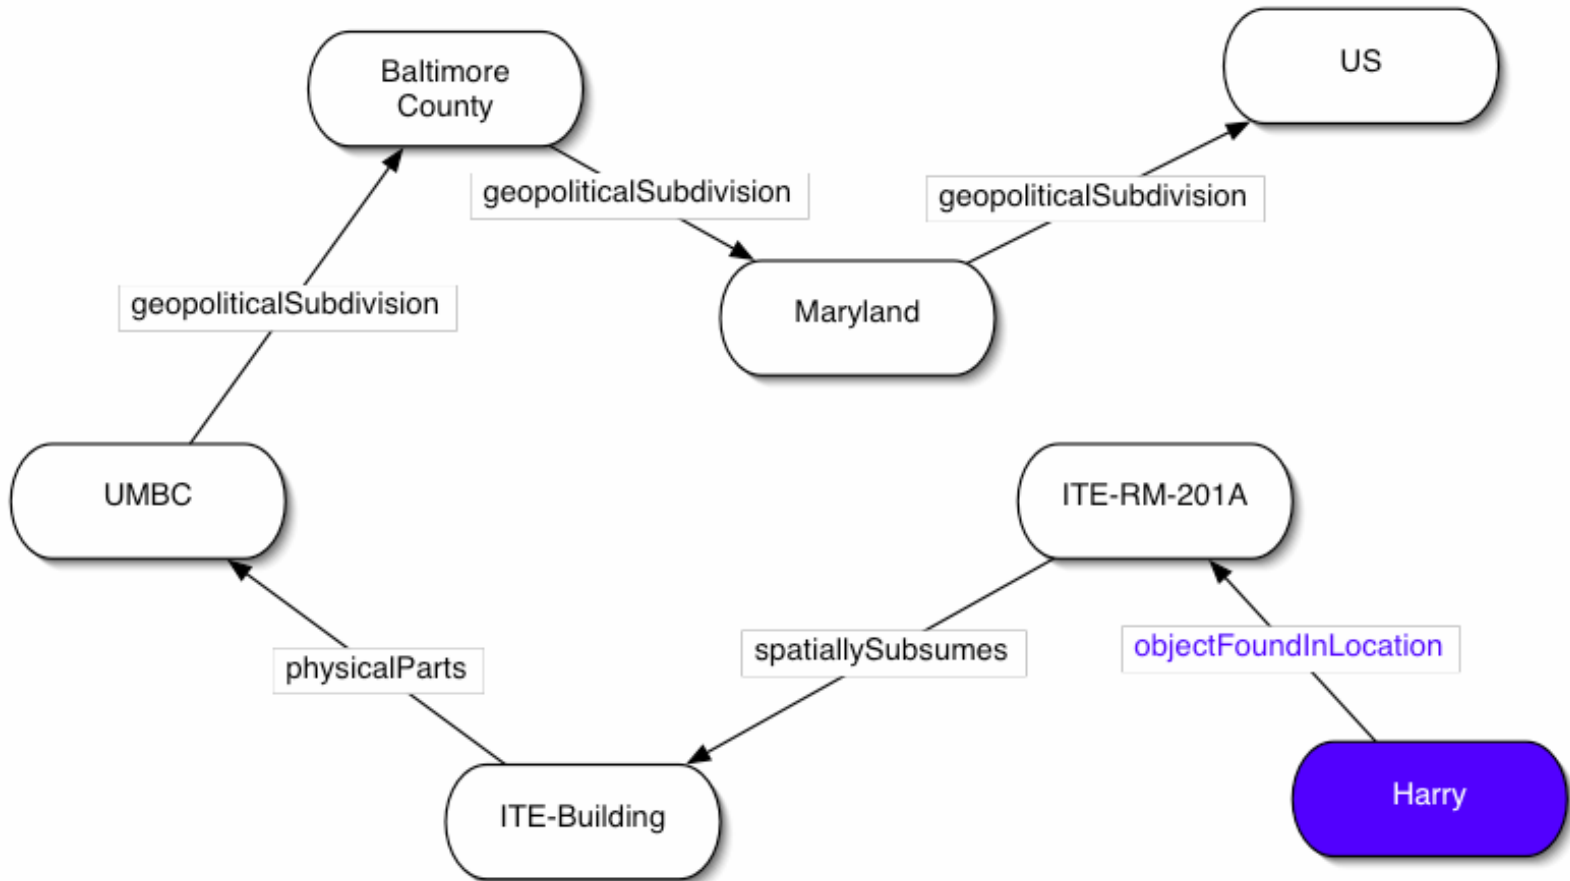 Baltimore
County
US
geopoliticalSubdivision
geopoliticalSubdivision
geopoliticalSubdivision
Maryland
UMBC
ITE-RM-201A
spatiallySubsumes
objectFoundInLocation
physicalParts
ITE-Building
Harry